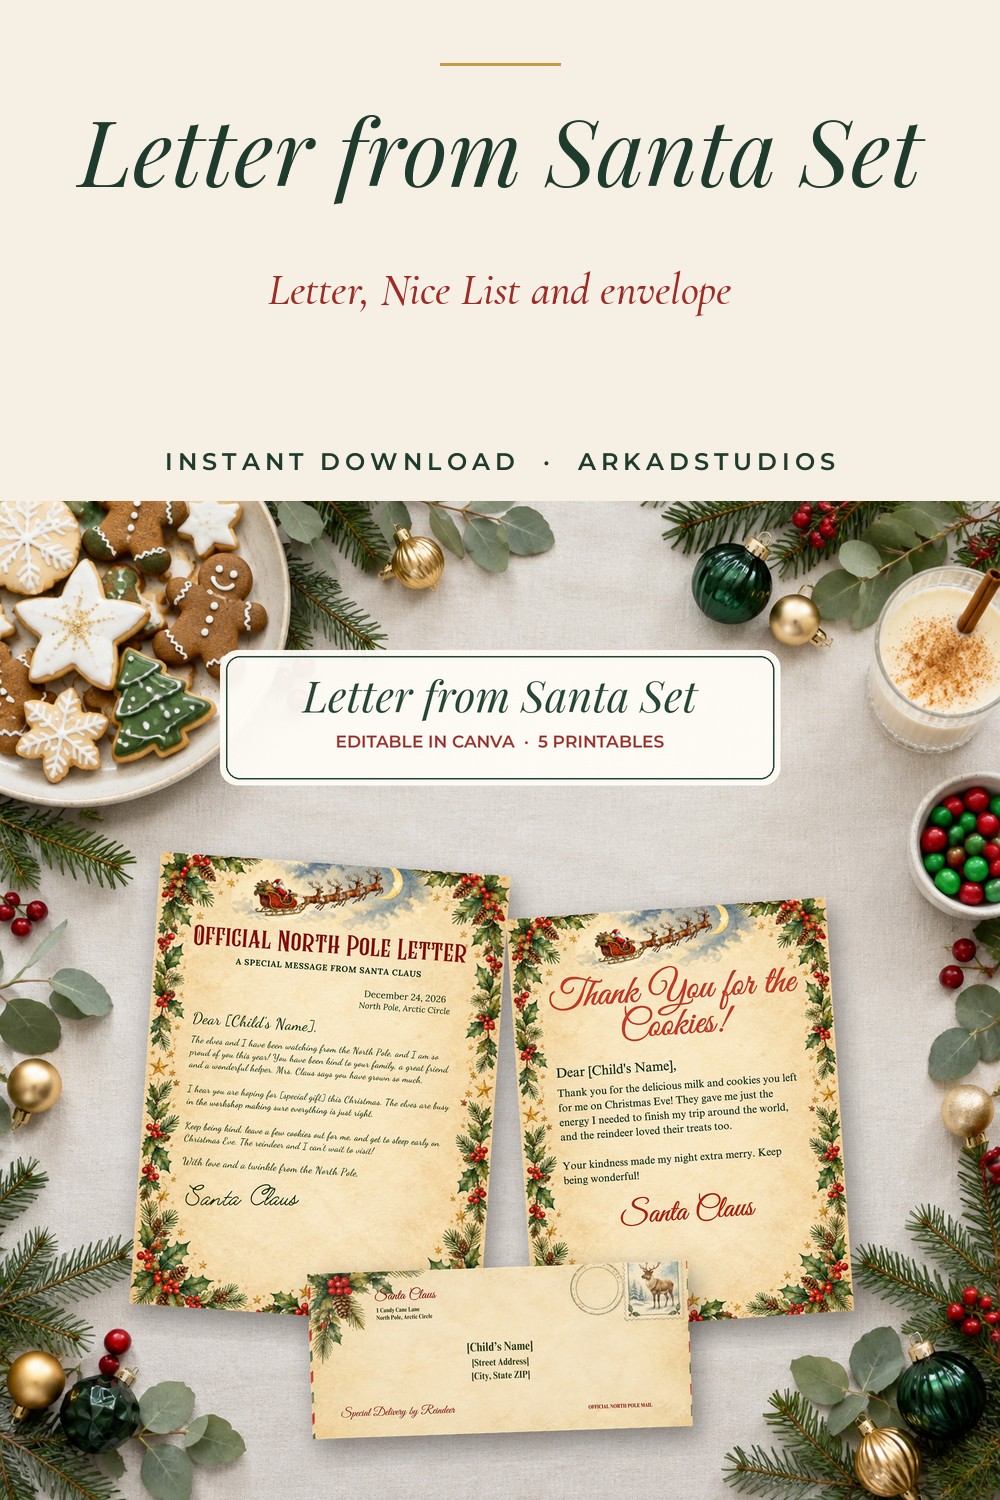 Letter from Santa Set
Letter, Nice List and envelope
INSTANT DOWNLOAD · ARKADSTUDIOS
Letter from Santa Set
EDITABLE IN CANVA · 5 PRINTABLES
OFFICIAL NORTH POLE LETTER
A SPECIAL MESSAGE FROM SANTA CLAUS
December 24, 2026
North Pole, Arctic Circle
Dear [Child's Name],
The elves and I have been watching from the North Pole, and I am so
proud of you this year! You have been kind to your family, a great friend
and a wonderful helper. Mrs. Claus says you have grown so much.
I hear you are hoping for [special gift] this Christmas. The elves are busy
in the workshop making sure everything is just right.
Keep being kind, leave a few cookies out for me, and get to sleep early on
Christmas Eve. The reindeer and I can't wait to visit!
With love and a twinkle from the North Pole,
Santa Claus
Thank You for the
Cookies!
Dear [Child's Name],
Thank you for the delicious milk and cookies you left
for me on Christmas Eve! They gave me just the
energy I needed to finish my trip around the world,
and the reindeer loved their treats too.
Your kindness made my night extra merry. Keep
being wonderful!
Santa Claus
Santa Claus
1 Candy Cane Lane
North Pole, Arctic Circle
[Child's Name]
[Street Address]
[City, State ZIP]
Special Delivery by Reindeer
OFFICIAL NORTH POLE MAIL